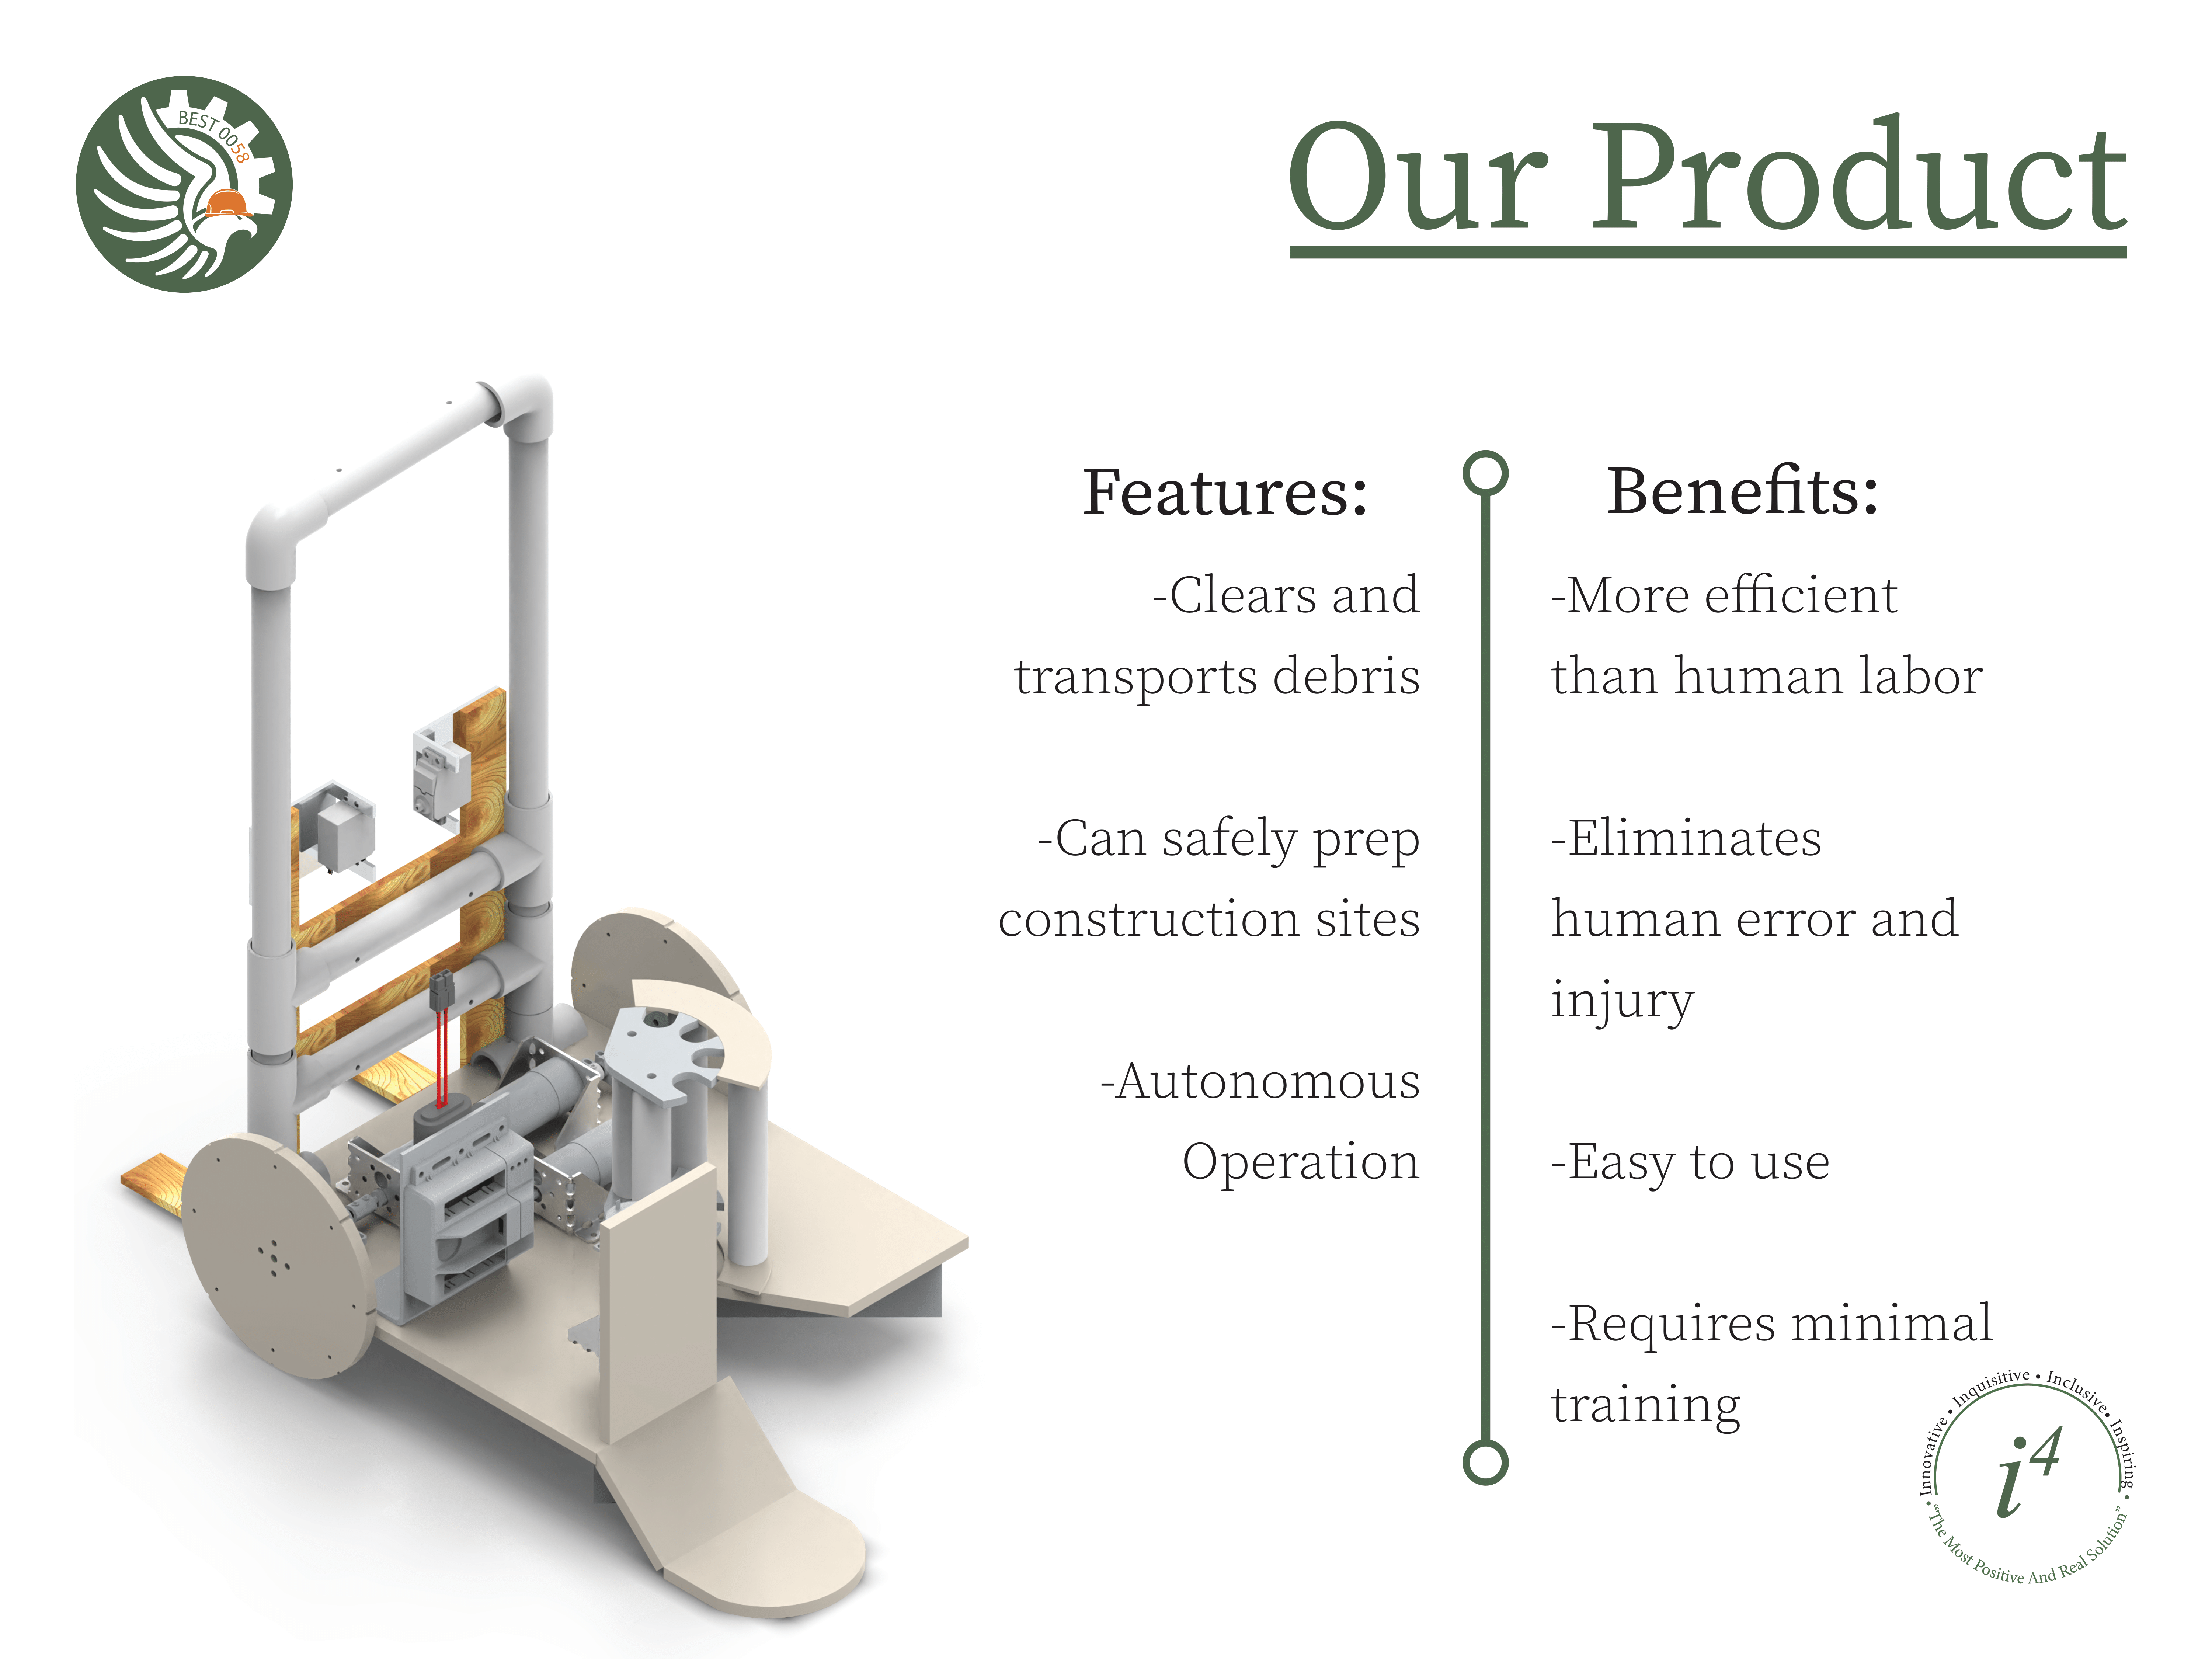 BEST 0058
Our Product
Features:
-Clears and
transports debris
-Can safely prep
construction sites
-Autonomous
Operation
Benefits:
-More efficient
than human labor
-Eliminates
human error and
injury
-Easy to use
-Requires minimal
training
• Innovative • Inquisitive • Inclusive • Inspiring •
i⁴
"The Most Positive And Real Solution"